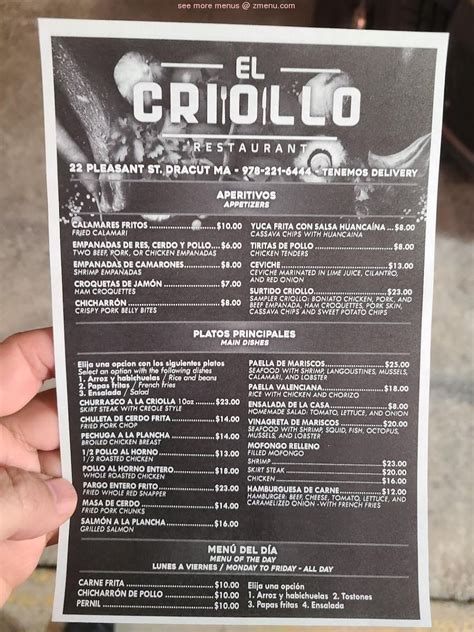 see more menus @ zmenu.com
EL
CRIOLLO
RESTAURANT
22 PLEASANT ST, DRACUT MA - 978-221-6444 - TENEMOS DELIVERY
APERITIVOS
APPETIZERS
CALAMARES FRITOS $10.00
FRIED CALAMARI
EMPANADAS DE RES, CERDO Y POLLO $6.00
TWO BEEF, PORK, OR CHICKEN EMPANADAS
EMPANADAS DE CAMARONES $8.00
SHRIMP EMPANADAS
CROQUETAS DE JAMÓN $7.00
HAM CROQUETTES
CHICHARRÓN $8.00
CRISPY PORK BELLY BITES
YUCA FRITA CON SALSA HUANCAÍNA $8.00
CASSAVA CHIPS WITH HUANCAINA
TIRITAS DE POLLO $8.00
CHICKEN TENDERS
CEVICHE $13.00
CEVICHE MARINATED IN LIME JUICE, CILANTRO,
AND RED ONION
SURTIDO CRIOLLO $23.00
SAMPLER CRIOLLO: BONIATO CHICKEN, PORK, AND
BEEF EMPANADA, HAM CROQUETTES, PORK SKIN,
CASSAVA CHIPS AND SWEET POTATO CHIPS
PLATOS PRINCIPALES
MAIN DISHES
Elija una opcion con los siguientes platos
Select an option with the following dishes
1. Arroz y habichuelas / Rice and beans
2. Papas fritas / French fries
3. Ensalada / Salad
CHURRASCO A LA CRIOLLA 10oz $23.00
SKIRT STEAK WITH CREOLE STYLE
CHULETA DE CERDO FRITA $14.00
FRIED PORK CHOP
PECHUGA A LA PLANCHA $14.00
BROILED CHICKEN BREAST
1/2 POLLO AL HORNO $13.00
1/2 ROASTED CHICKEN
POLLO AL HORNO ENTERO $18.00
WHOLE ROASTED CHICKEN
PARGO ENTERO FRITO $23.00
FRIED WHOLE RED SNAPPER
MASA DE CERDO $14.00
FRIED PORK CHUNKS
SALMÓN A LA PLANCHA $16.00
GRILLED SALMON
PAELLA DE MARISCOS $25.00
SEAFOOD WITH SHRIMP, LANGOUSTINES, MUSSELS,
CALAMARI, AND LOBSTER
PAELLA VALENCIANA $18.00
RICE WITH CHICKEN AND CHORIZO
ENSALADA DE LA CASA $8.00
HOMEMADE SALAD: TOMATO, LETTUCE, AND ONION
VINAGRETA DE MARISCOS $20.00
SEAFOOD WITH SHRIMP, SQUID, FISH, OCTOPUS,
MUSSELS, AND LOBSTER
MOFONGO RELLENO
FILLED MOFONGO
SHRIMP $23.00
SKIRT STEAK $20.00
CHICKEN $16.00
HAMBURGUESA DE CARNE $12.00
HAMBURGER: BEEF, CHEESE, TOMATO, LETTUCE, AND
CARAMELIZED ONION - WITH FRENCH FRIES
MENÚ DEL DÍA
MENU OF THE DAY
LUNES A VIERNES / MONDAY TO FRIDAY - ALL DAY
CARNE FRITA $10.00
CHICHARRÓN DE POLLO $10.00
PERNIL $10.00
Elija una opción
1. Arroz y habichuelas 2. Tostones
3. Papas fritas 4. Ensalada